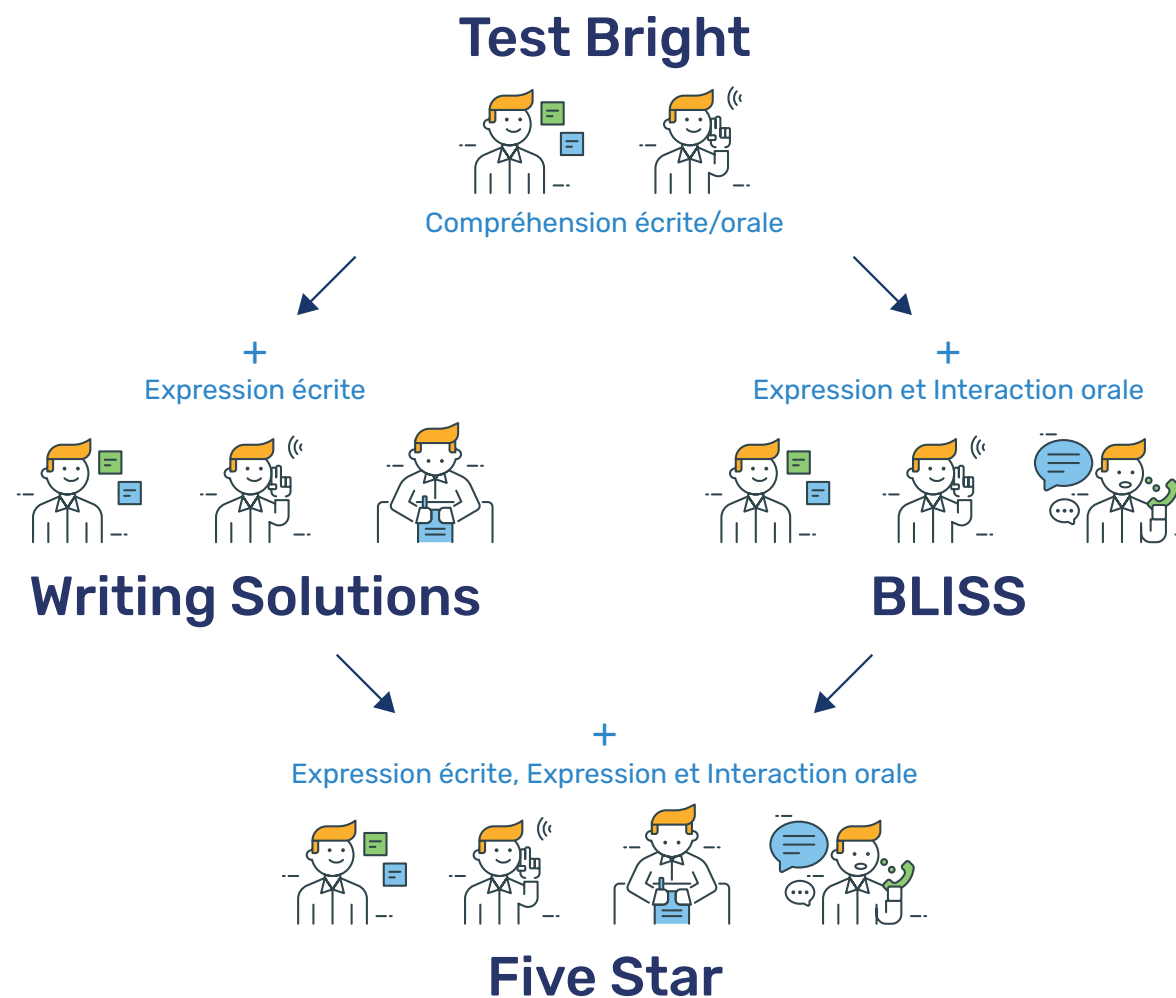 Test Bright
Compréhension écrite/orale
+
Expression écrite
Writing Solutions
+
Expression et Interaction orale
BLISS
+
Expression écrite, Expression et Interaction orale
Five Star